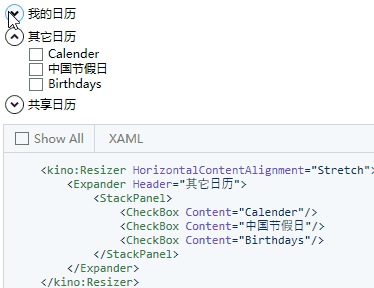 我的日历
其它日历
Calender
中国节假日
Birthdays
共享日历
Show All XAML
<kino:Resizer HorizontalContentAlignment="Stretch">
<Expander Header="其它日历">
<StackPanel>
<CheckBox Content="Calender"/>
<CheckBox Content="中国节假日"/>
<CheckBox Content="Birthdays"/>
</StackPanel>
</Expander>
</kino:Resizer>